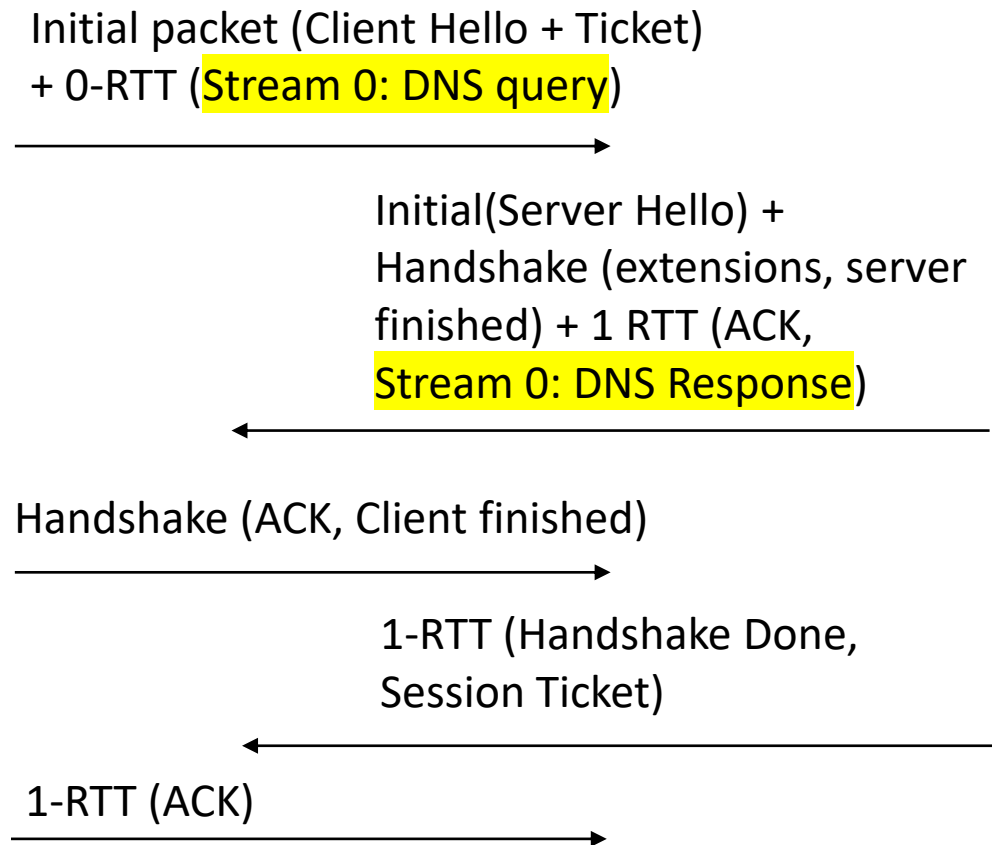 Initial packet (Client Hello + Ticket)
+ 0-RTT (Stream 0: DNS query)
Initial(Server Hello) +
Handshake (extensions, server
finished) + 1 RTT (ACK,
Stream 0: DNS Response)
Handshake (ACK, Client finished)
1-RTT (Handshake Done,
Session Ticket)
1-RTT (ACK)